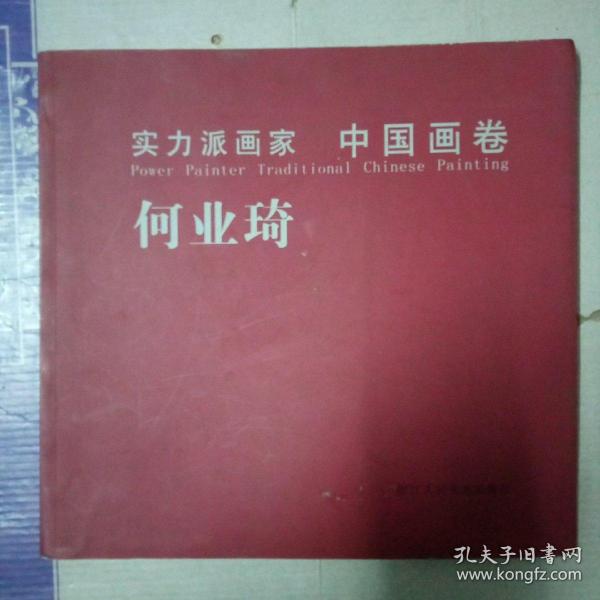 实力派画家 中国画卷
Power Painter Traditional Chinese Painting
何业琦
孔夫子旧書网
www.kongfz.com